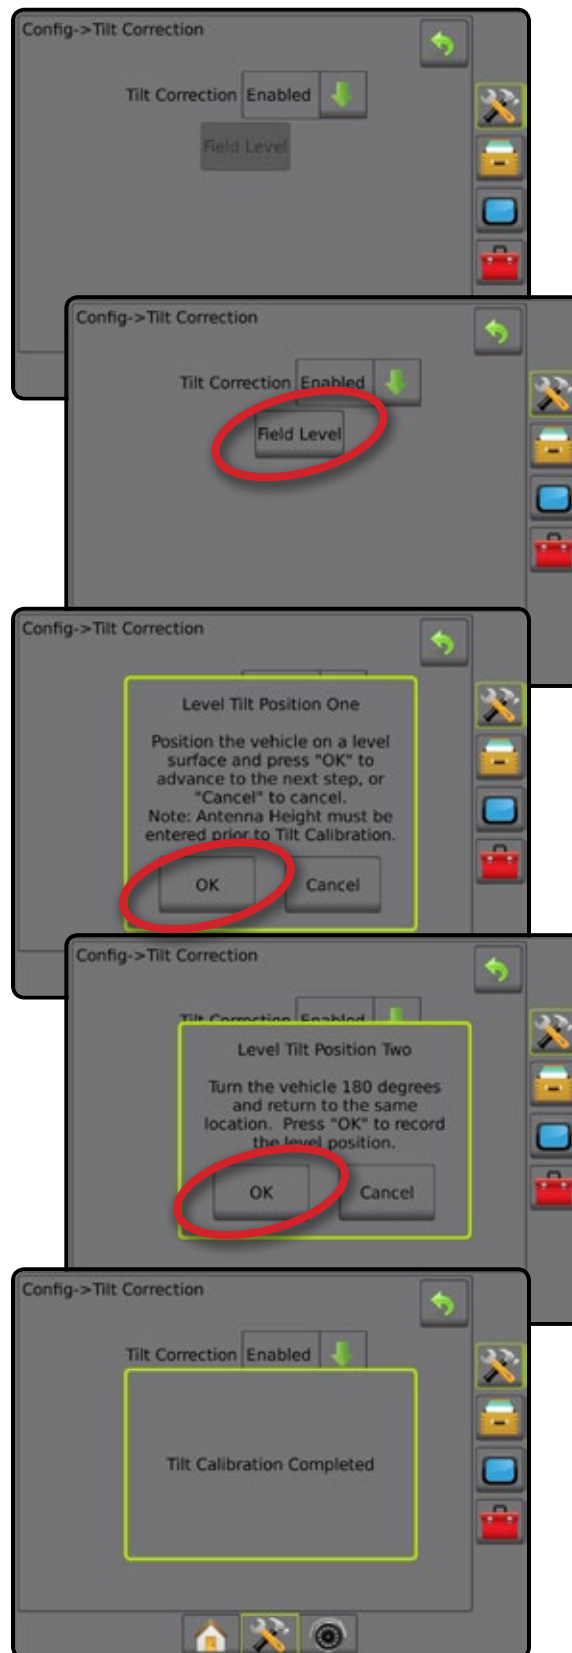 Config->Tilt Correction
Tilt Correction Enabled
Field Level
Config->Tilt Correction
Tilt Correction Enabled
Field Level
Config->Tilt Correction
Level Tilt Position One
Position the vehicle on a level
surface and press "OK" to
advance to the next step, or
"Cancel" to cancel.
Note: Antenna Height must be
entered prior to Tilt Calibration.
OK Cancel
Config->Tilt Correction
Tilt Correction Enabled
Level Tilt Position Two
Turn the vehicle 180 degrees
and return to the same
location. Press "OK" to record
the level position.
OK Cancel
Config->Tilt Correction
Tilt Correction Enabled
Tilt Calibration Completed